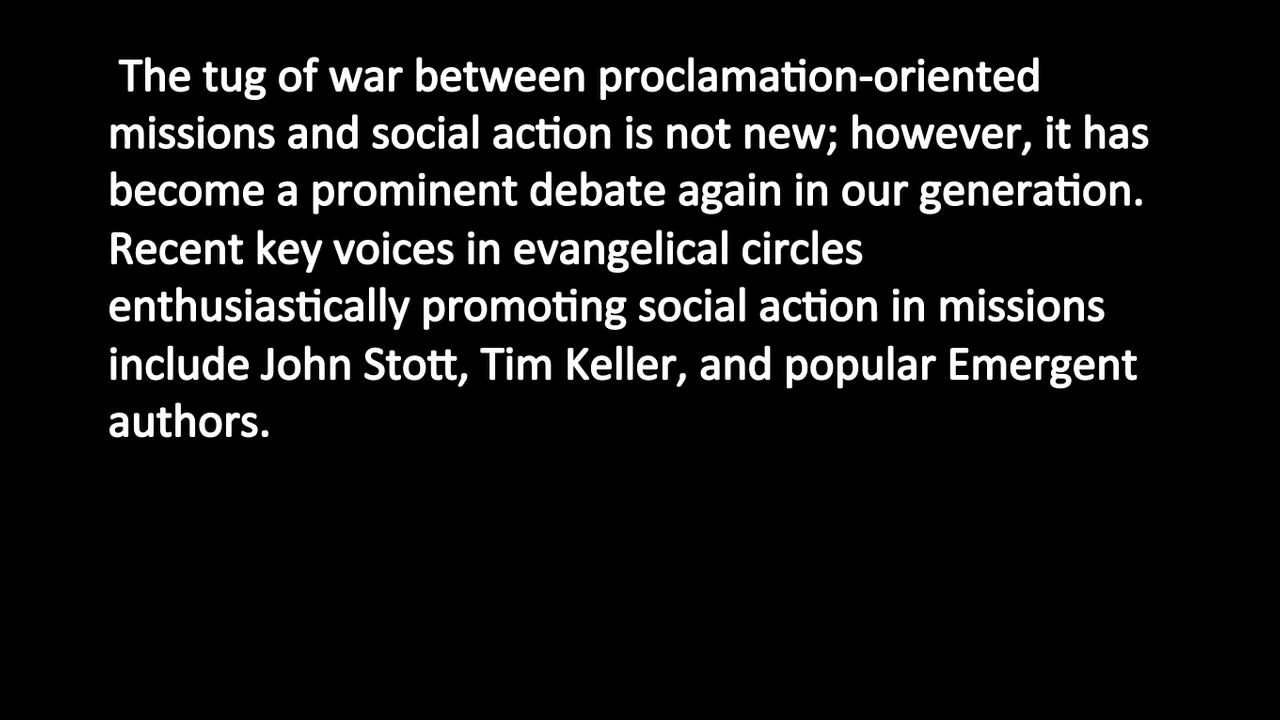 The tug of war between proclamation-oriented
missions and social action is not new; however, it has
become a prominent debate again in our generation.
Recent key voices in evangelical circles
enthusiastically promoting social action in missions
include John Stott, Tim Keller, and popular Emergent
authors.